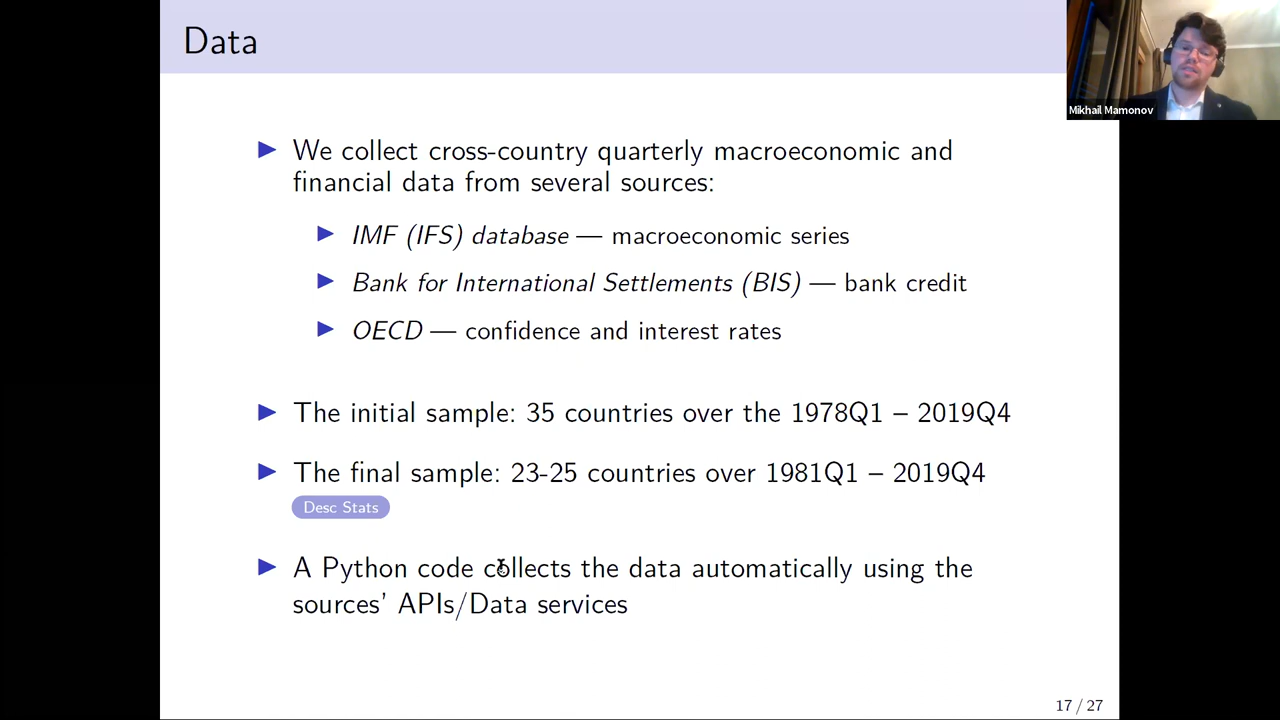 Data
Mikhail Mamonov
We collect cross-country quarterly macroeconomic and
financial data from several sources:
IMF (IFS) database — macroeconomic series
Bank for International Settlements (BIS) — bank credit
OECD — confidence and interest rates
The initial sample: 35 countries over the 1978Q1 – 2019Q4
The final sample: 23-25 countries over 1981Q1 – 2019Q4
Desc Stats
A Python code collects the data automatically using the
sources' APIs/Data services
17 / 27